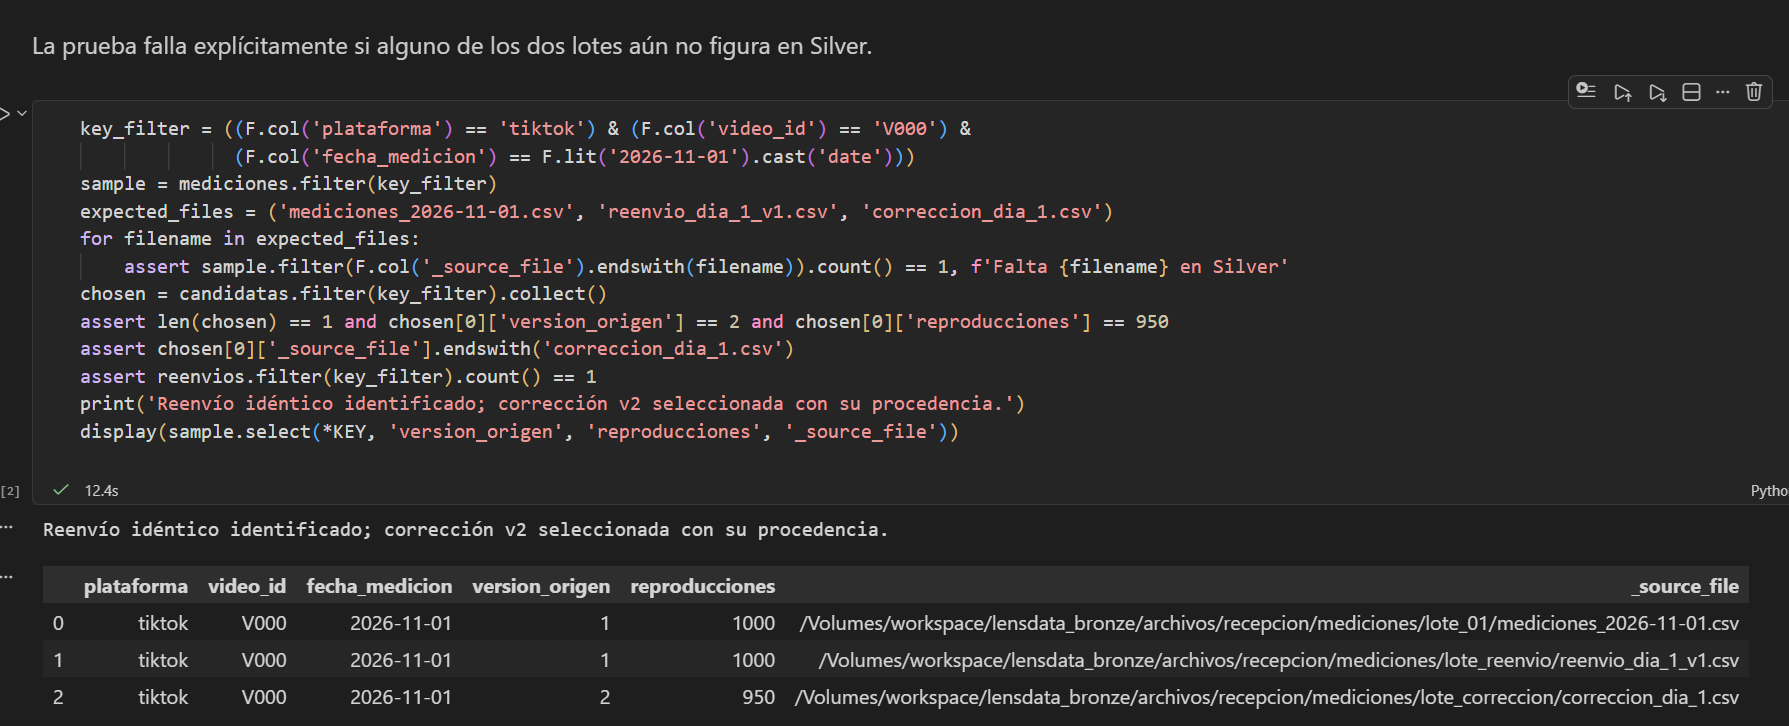 La prueba falla explícitamente si alguno de los dos lotes aún no figura en Silver.
key_filter = ((F.col('plataforma') == 'tiktok') & (F.col('video_id') == 'V000') &
(F.col('fecha_medicion') == F.lit('2026-11-01').cast('date')))
sample = mediciones.filter(key_filter)
expected_files = ('mediciones_2026-11-01.csv', 'reenvio_dia_1_v1.csv', 'correccion_dia_1.csv')
for filename in expected_files:
assert sample.filter(F.col('_source_file').endswith(filename)).count() == 1, f'Falta {filename} en Silver'
chosen = candidatas.filter(key_filter).collect()
assert len(chosen) == 1 and chosen[0]['version_origen'] == 2 and chosen[0]['reproducciones'] == 950
assert chosen[0]['_source_file'].endswith('correccion_dia_1.csv')
assert reenvios.filter(key_filter).count() == 1
print('Reenvío idéntico identificado; corrección v2 seleccionada con su procedencia.')
display(sample.select(*KEY, 'version_origen', 'reproducciones', '_source_file'))
[2] 12.4s Pytho
Reenvío idéntico identificado; corrección v2 seleccionada con su procedencia.
plataforma video_id fecha_medicion version_origen reproducciones _source_file
0 tiktok V000 2026-11-01 1 1000 /Volumes/workspace/lensdata_bronze/archivos/recepcion/mediciones/lote_01/mediciones_2026-11-01.csv
1 tiktok V000 2026-11-01 1 1000 /Volumes/workspace/lensdata_bronze/archivos/recepcion/mediciones/lote_reenvio/reenvio_dia_1_v1.csv
2 tiktok V000 2026-11-01 2 950 /Volumes/workspace/lensdata_bronze/archivos/recepcion/mediciones/lote_correccion/correccion_dia_1.csv